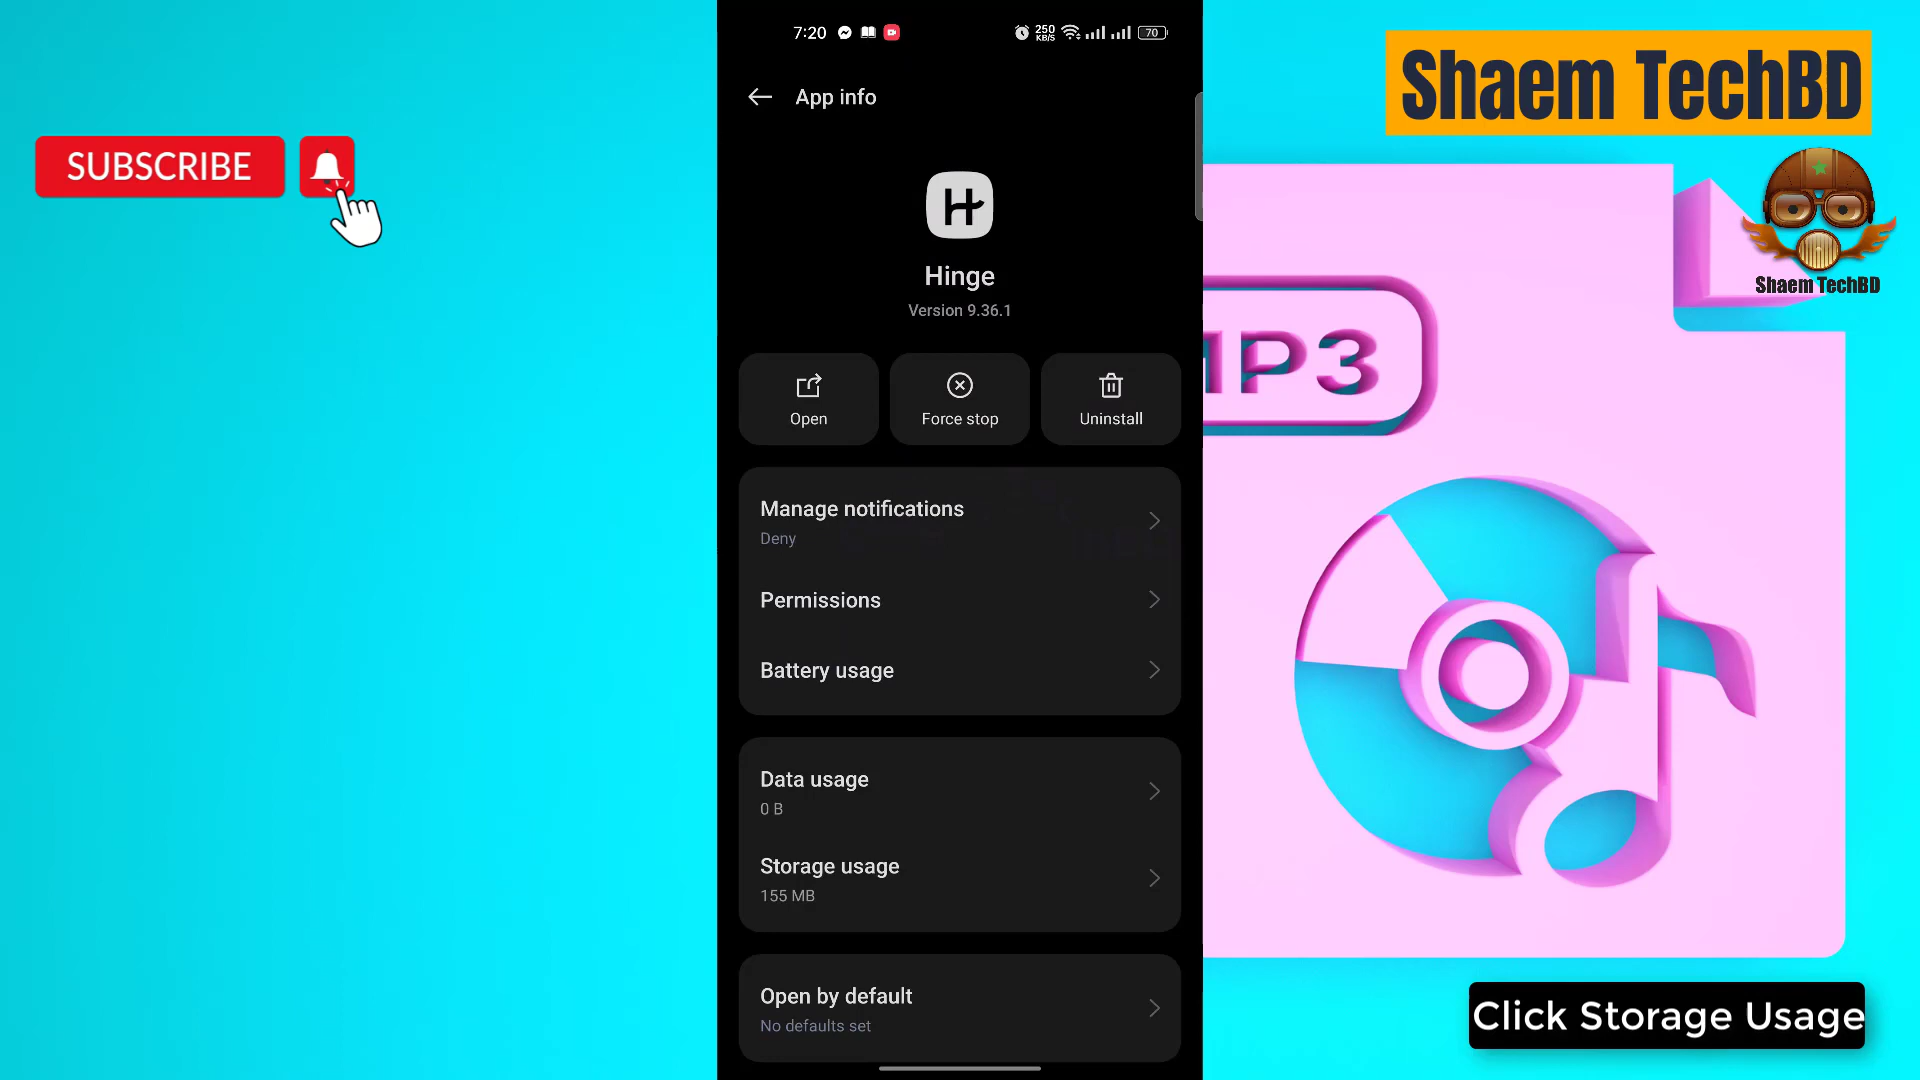 SUBSCRIBE
7:20
250
KB/S
70
App info
Hinge
Version 9.36.1
Open
Force stop
Uninstall
Manage notifications
Deny
Permissions
Battery usage
Data usage
0 B
Storage usage
155 MB
Open by default
No defaults set
Shaem TechBD
Shaem TechBD
MP3
Click Storage Usage